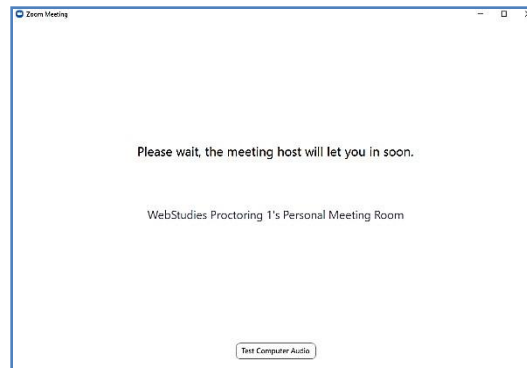 Zoom Meeting
Please wait, the meeting host will let you in soon.
WebStudies Proctoring 1's Personal Meeting Room
Test Computer Audio